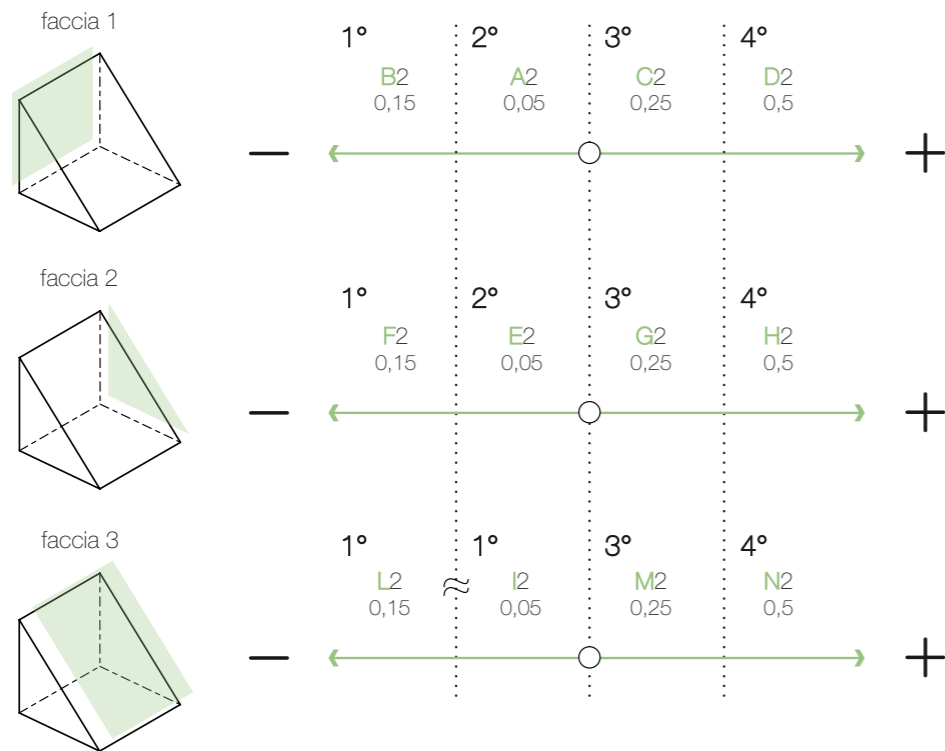 faccia 1
1° 2° 3° 4°
B2 A2 C2 D2
0,15 0,05 0,25 0,5
− +
faccia 2
1° 2° 3° 4°
F2 E2 G2 H2
0,15 0,05 0,25 0,5
− +
faccia 3
1° 1° 3° 4°
L2 ≈ I2 M2 N2
0,15 0,05 0,25 0,5
− +